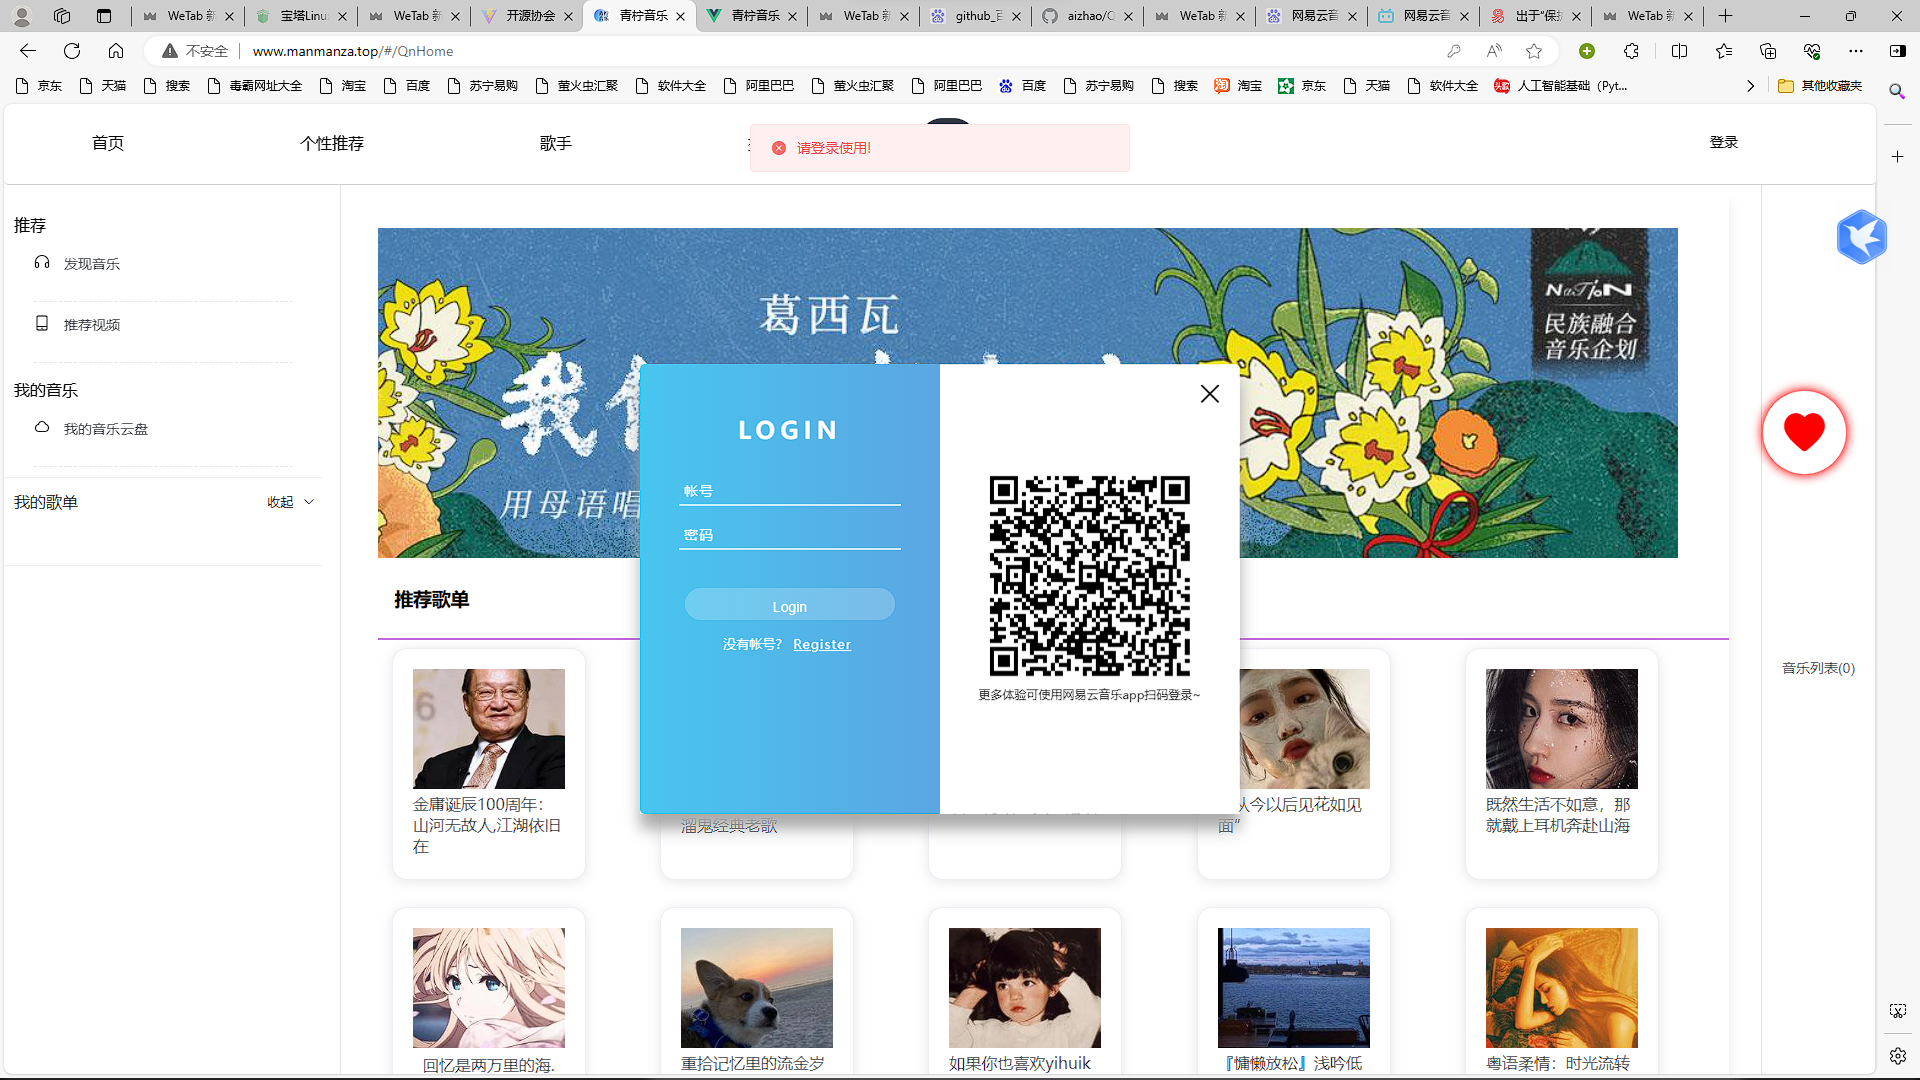 WeTab 新
宝塔Linu
WeTab 新
开源协会
青柠音乐
青柠音乐
WeTab 新
github_百
aizhao/Q
WeTab 新
网易云音
网易云音
出于“保护
WeTab 新
不安全
www.manmanza.top/#/QnHome
京东
天猫
搜索
毒霸网址大全
淘宝
百度
苏宁易购
萤火虫汇聚
软件大全
阿里巴巴
萤火虫汇聚
阿里巴巴
百度
苏宁易购
搜索
淘宝
京东
天猫
软件大全
人工智能基础（Pyt...
其他收藏夹
首页
个性推荐
歌手
请登录使用!
登录
推荐
发现音乐
推荐视频
我的音乐
我的音乐云盘
我的歌单
收起
葛西瓦
我们
用母语唱
NaTioN
民族融合
音乐企划
LOGIN
帐号
密码
Login
没有帐号? Register
更多体验可使用网易云音乐app扫码登录~
推荐歌单
金庸诞辰100周年：
山河无故人,江湖依旧
在
溜鬼经典老歌
从今以后见花如见
面”
既然生活不如意，那
就戴上耳机奔赴山海
回忆是两万里的海.
重拾记忆里的流金岁
如果你也喜欢yihuik
『慵懒放松』浅吟低
粤语柔情：时光流转
音乐列表(0)